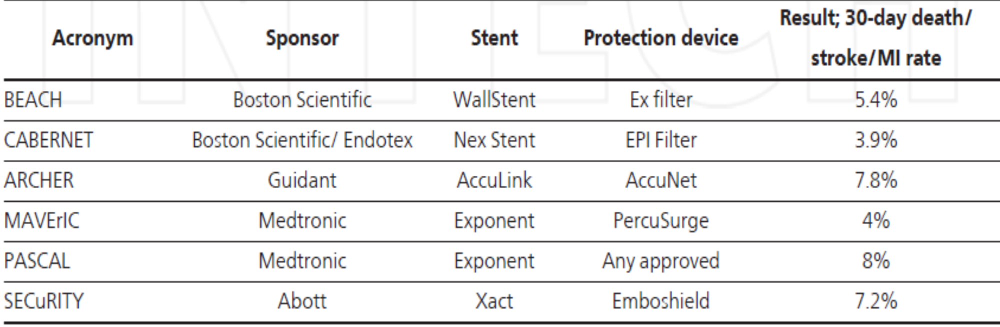 Acronym Sponsor Stent Protection device Result; 30-day death/
stroke/MI rate
BEACH Boston Scientific WallStent Ex filter 5.4%
CABERNET Boston Scientific/ Endotex Nex Stent EPI Filter 3.9%
ARCHER Guidant AccuLink AccuNet 7.8%
MAVErIC Medtronic Exponent PercuSurge 4%
PASCAL Medtronic Exponent Any approved 8%
SECuRITY Abott Xact Emboshield 7.2%